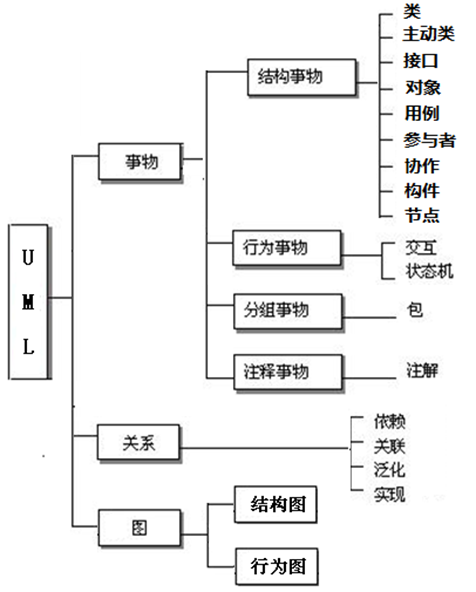 UML
事物
结构事物
类
主动类
接口
对象
用例
参与者
协作
构件
节点
行为事物
交互
状态机
分组事物
包
注释事物
注解
关系
依赖
关联
泛化
实现
图
结构图
行为图